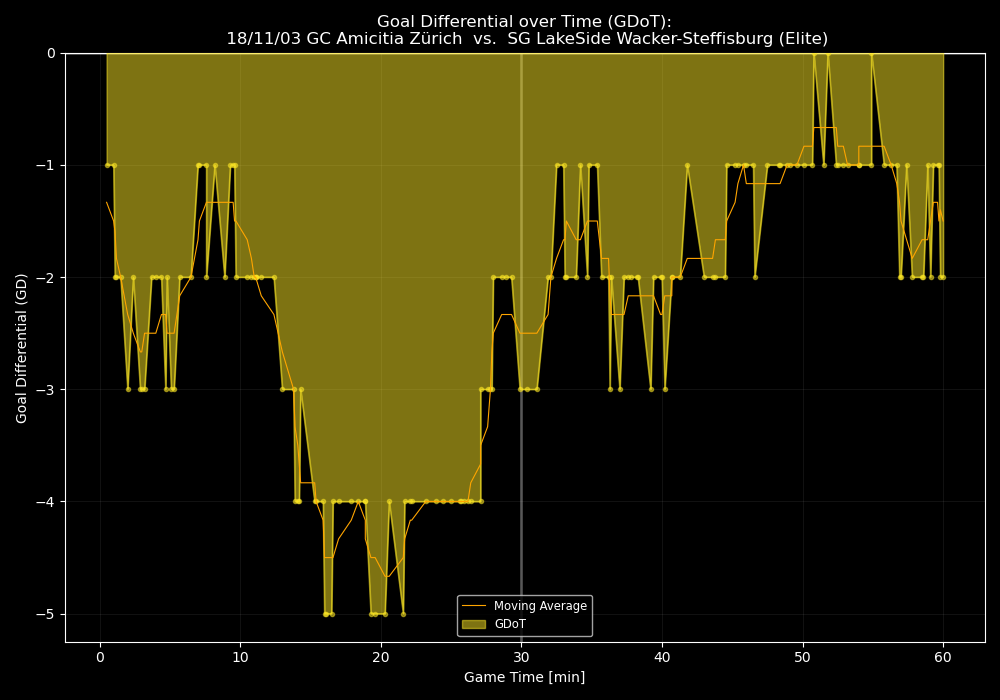 Goal Differential over Time (GDoT):
18/11/03 GC Amicitia Zürich  vs.  SG LakeSide Wacker-Steffisburg (Elite)
Goal Differential (GD)
0
−1
−2
−3
−4
−5
Moving Average
GDoT
0 10 20 30 40 50 60
Game Time [min]